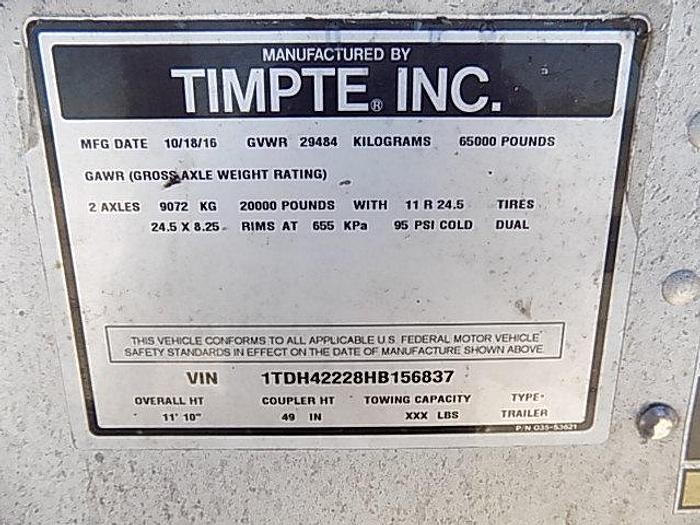 MANUFACTURED BY
TIMPTE® INC.
MFG DATE 10/18/16 GVWR 29484 KILOGRAMS 65000 POUNDS
GAWR (GROSS AXLE WEIGHT RATING)
2 AXLES 9072 KG 20000 POUNDS WITH 11 R 24.5 TIRES
24.5 X 8.25 RIMS AT 655 KPa 95 PSI COLD DUAL
THIS VEHICLE CONFORMS TO ALL APPLICABLE U.S. FEDERAL MOTOR VEHICLE
SAFETY STANDARDS IN EFFECT ON THE DATE OF MANUFACTURE SHOWN ABOVE
VIN 1TDH42228HB156837
OVERALL HT COUPLER HT TOWING CAPACITY TYPE
11' 10" 49 IN XXX LBS TRAILER
P/N 035-53621